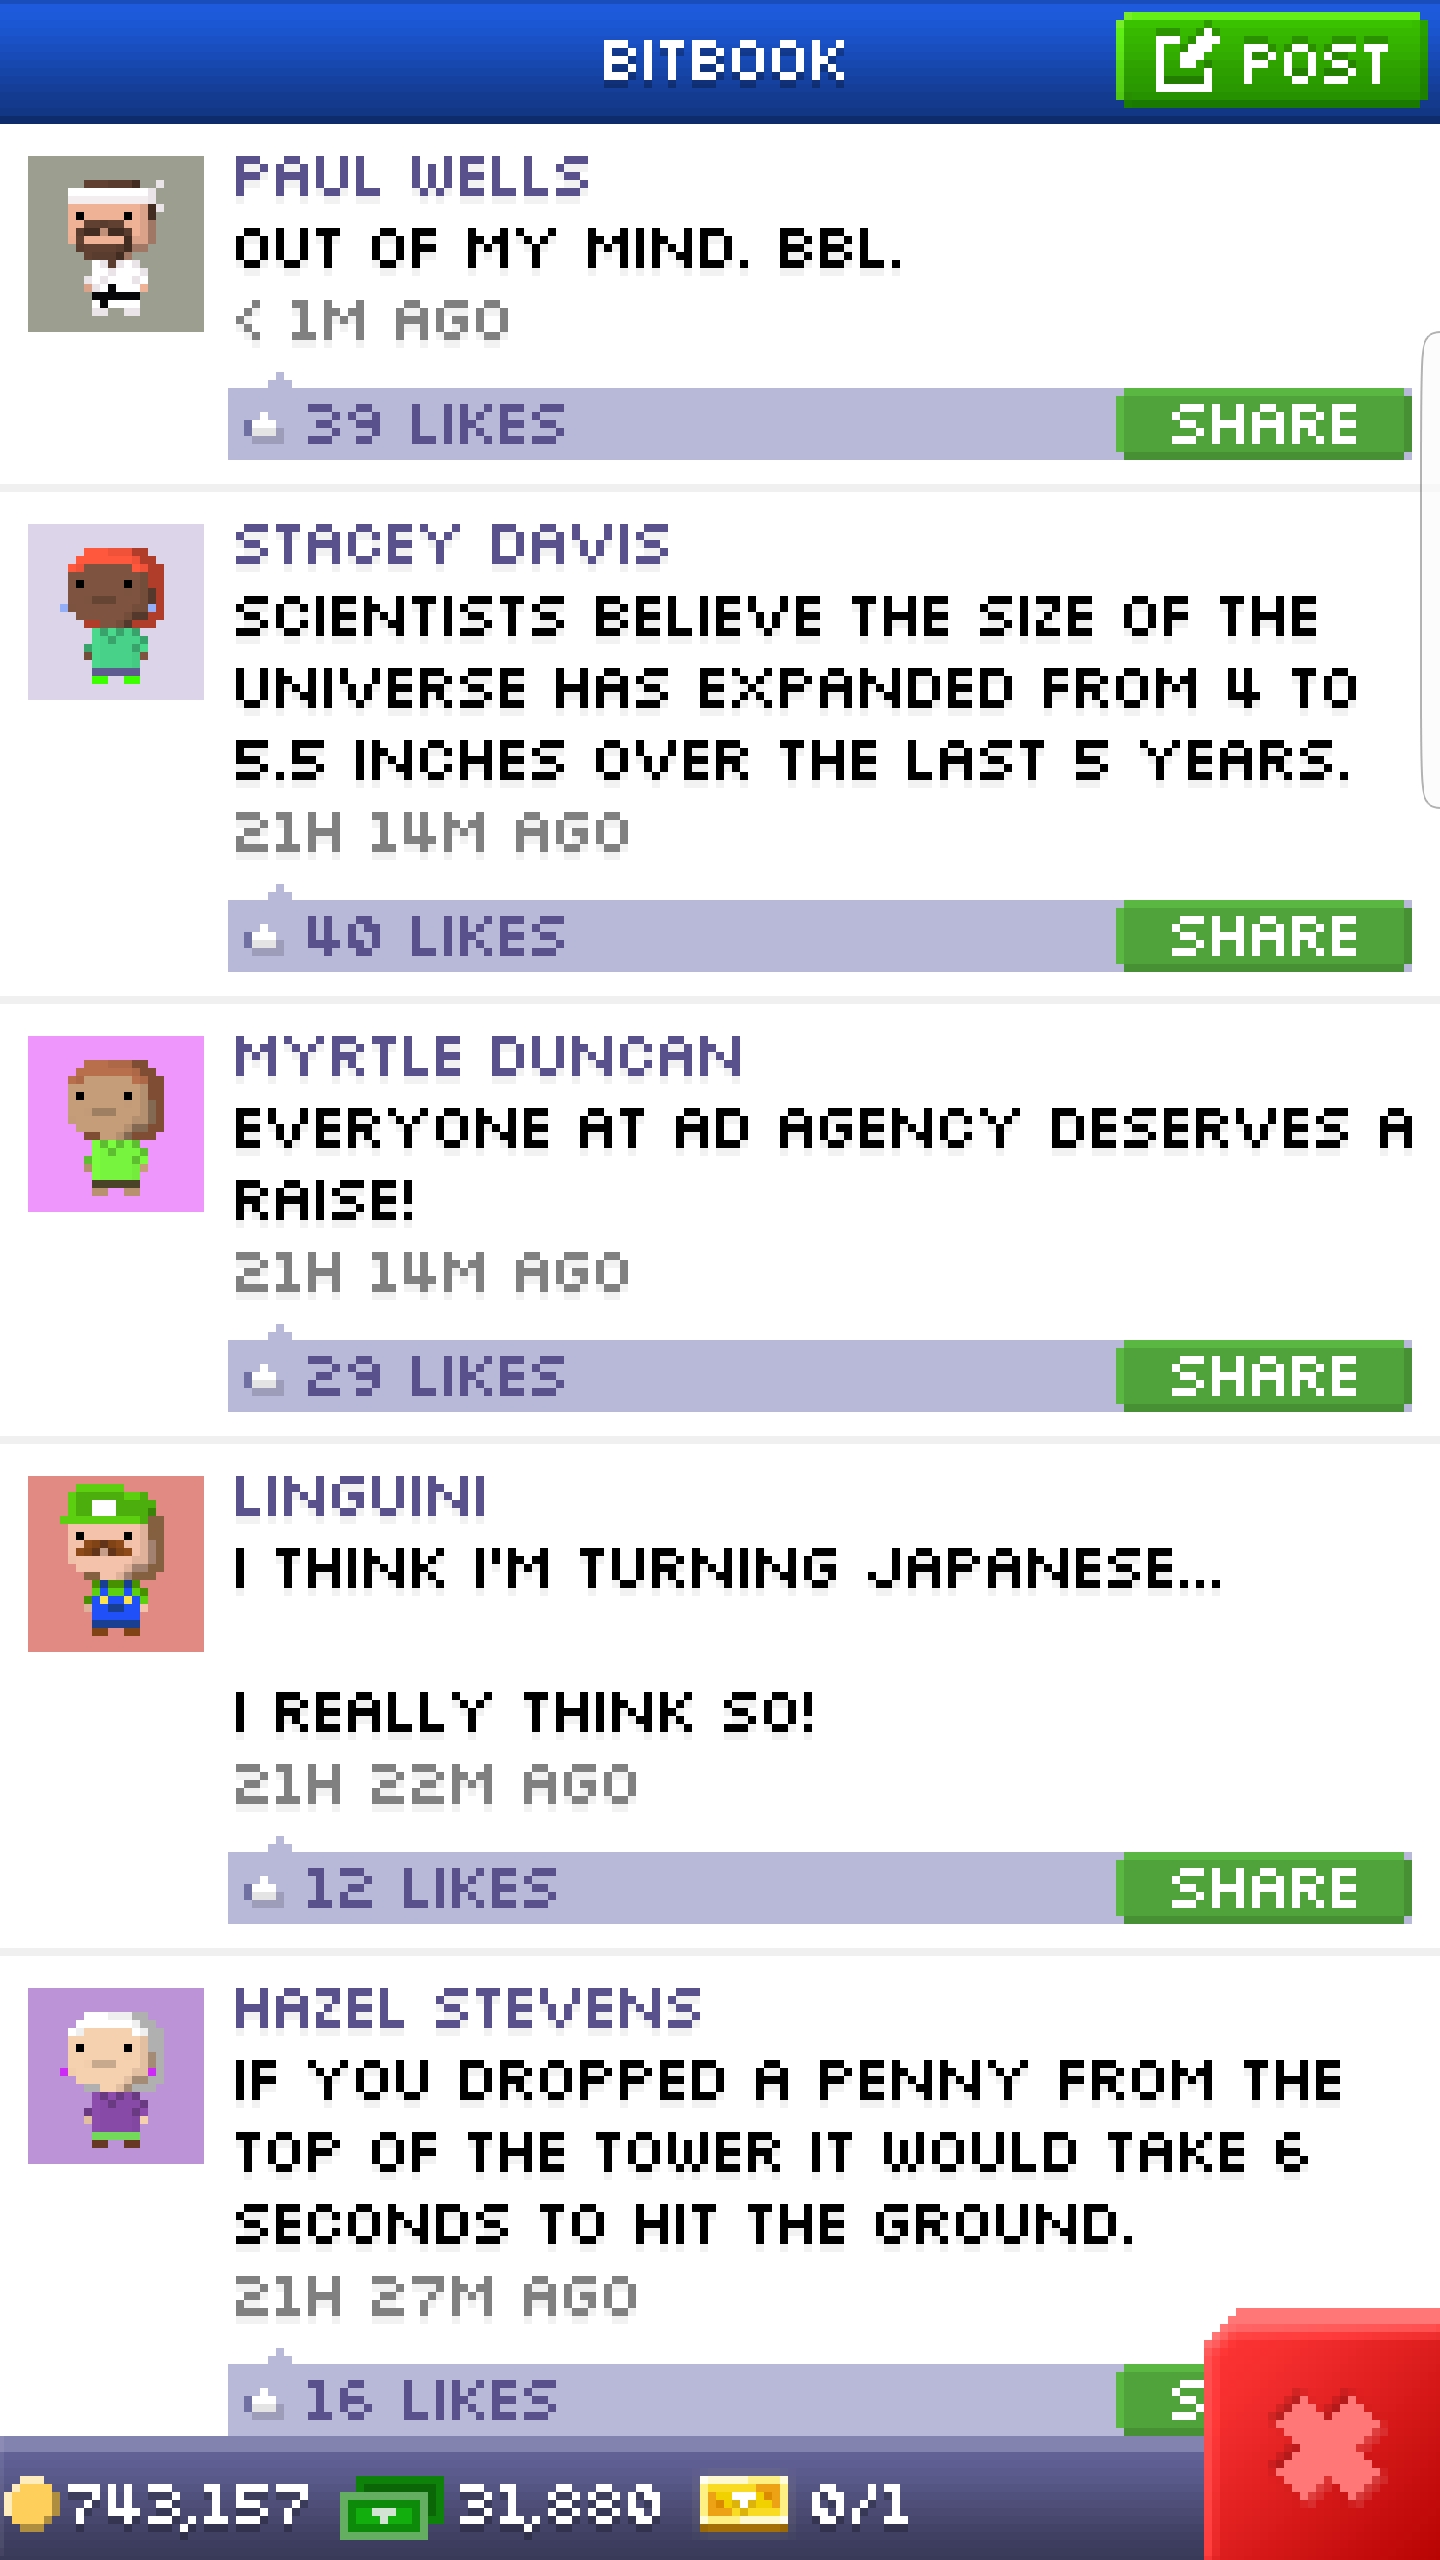 BITBOOK
POST
PAUL WELLS
OUT OF MY MIND. BBL.
< 1M AGO
39 LIKES
SHARE
STACEY DAVIS
SCIENTISTS BELIEVE THE SIZE OF THE
UNIVERSE HAS EXPANDED FROM 4 TO
5.5 INCHES OVER THE LAST 5 YEARS.
21H 14M AGO
40 LIKES
SHARE
MYRTLE DUNCAN
EVERYONE AT AD AGENCY DESERVES A
RAISE!
21H 14M AGO
29 LIKES
SHARE
LINGUINI
I THINK I'M TURNING JAPANESE...
I REALLY THINK SO!
21H 22M AGO
12 LIKES
SHARE
HAZEL STEVENS
IF YOU DROPPED A PENNY FROM THE
TOP OF THE TOWER IT WOULD TAKE 6
SECONDS TO HIT THE GROUND.
21H 27M AGO
16 LIKES
S
743,157
31,880
0/1